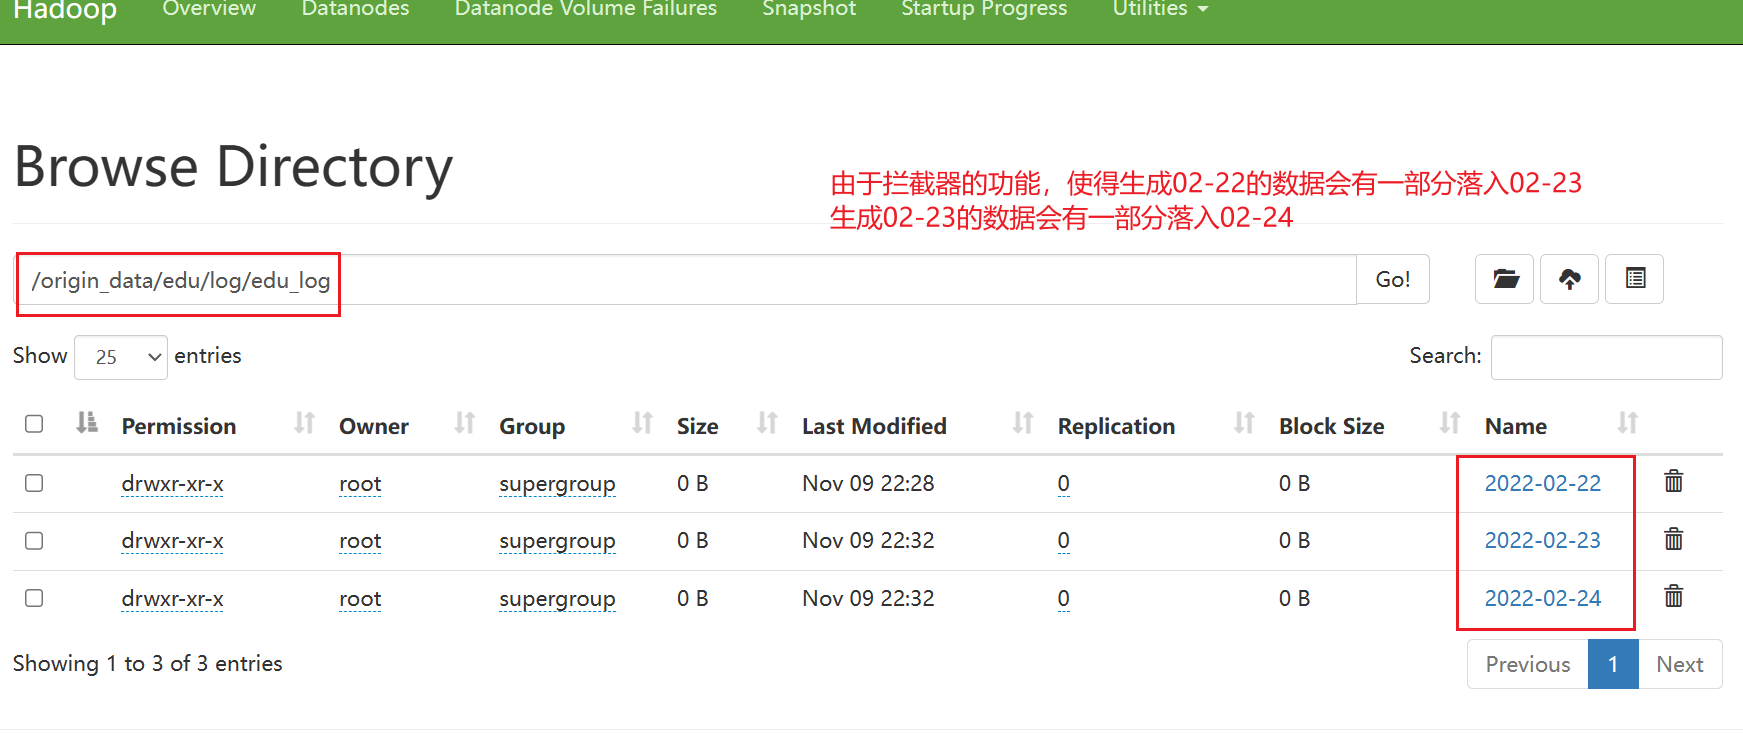 Hadoop Overview Datanodes Datanode Volume Failures Snapshot Startup Progress Utilities
Browse Directory
由于拦截器的功能，使得生成02-22的数据会有一部分落入02-23
生成02-23的数据会有一部分落入02-24
/origin_data/edu/log/edu_log Go!
Show 25 entries Search:
Permission Owner Group Size Last Modified Replication Block Size Name
drwxr-xr-x root supergroup 0 B Nov 09 22:28 0 0 B 2022-02-22
drwxr-xr-x root supergroup 0 B Nov 09 22:32 0 0 B 2022-02-23
drwxr-xr-x root supergroup 0 B Nov 09 22:32 0 0 B 2022-02-24
Showing 1 to 3 of 3 entries Previous 1 Next